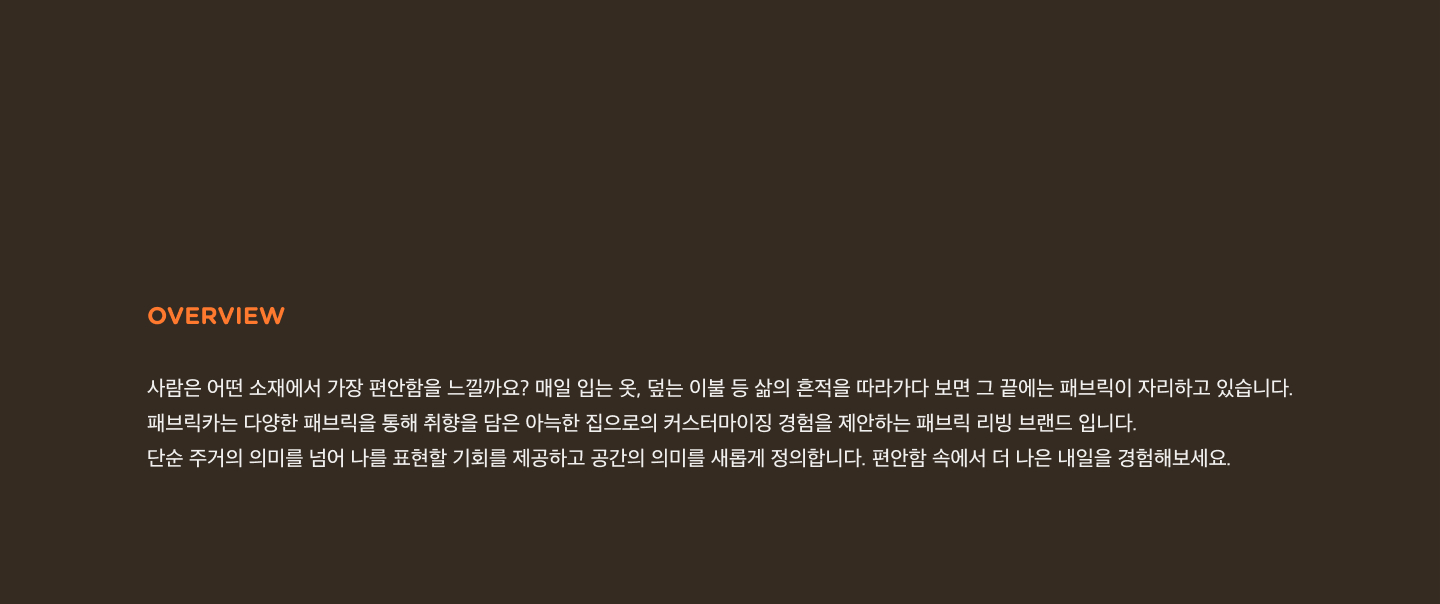 OVERVIEW
사람은 어떤 소재에서 가장 편안함을 느낄까요? 매일 입는 옷, 덮는 이불 등 삶의 흔적을 따라가다 보면 그 끝에는 패브릭이 자리하고 있습니다.
패브릭카는 다양한 패브릭을 통해 취향을 담은 아늑한 집으로의 커스터마이징 경험을 제안하는 패브릭 리빙 브랜드 입니다.
단순 주거의 의미를 넘어 나를 표현할 기회를 제공하고 공간의 의미를 새롭게 정의합니다. 편안함 속에서 더 나은 내일을 경험해보세요.